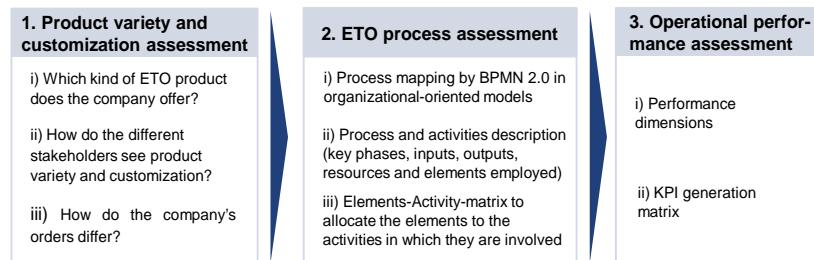 1. Product variety and
customization assessment
i) Which kind of ETO product
does the company offer?
ii) How do the different
stakeholders see product
variety and customization?
iii) How do the company's
orders differ?
2. ETO process assessment
i) Process mapping by BPMN 2.0 in
organizational-oriented models
ii) Process and activities description
(key phases, inputs, outputs,
resources and elements employed)
iii) Elements-Activity-matrix to
allocate the elements to the
activities in which they are involved
3. Operational perfor-
mance assessment
i) Performance
dimensions
ii) KPI generation
matrix